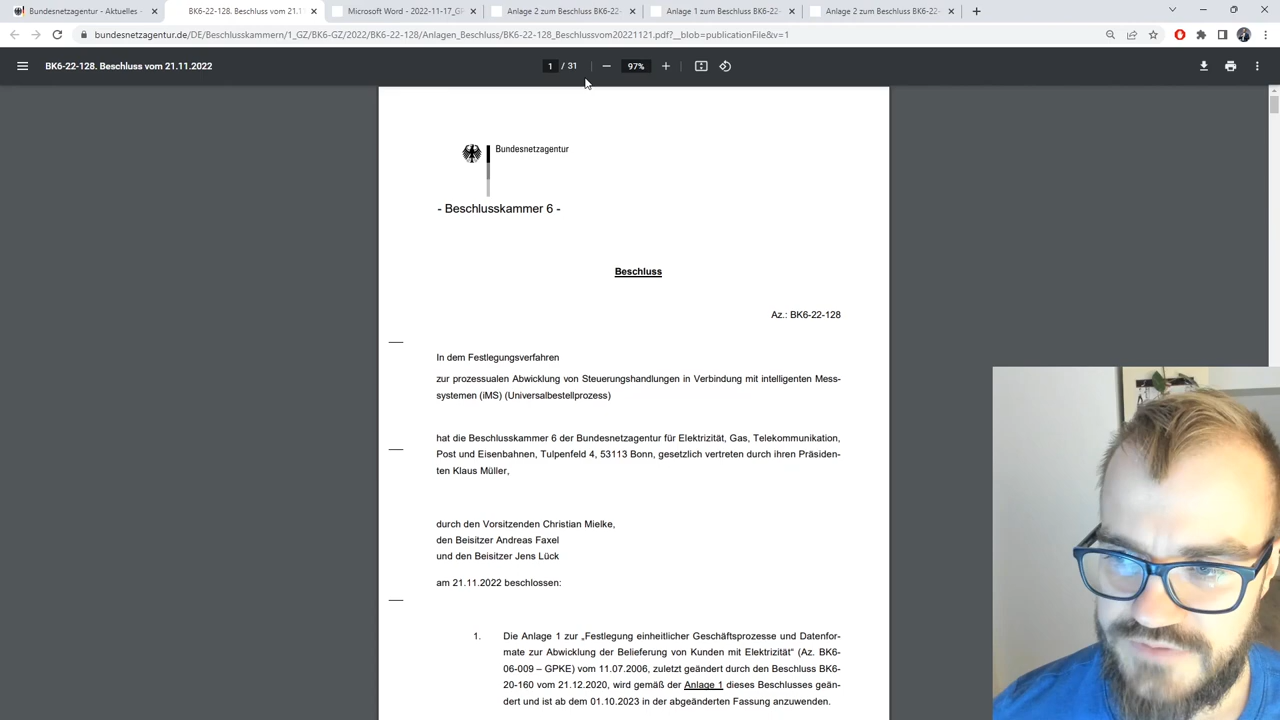 Bundesnetzagentur - Aktuelles -
BK6-22-128. Beschluss vom 21.1
Microsoft Word - 2022-11-17_GP
Anlage 2 zum Beschluss BK6-22-
Anlage 1 zum Beschluss BK6-22-
Anlage 2 zum Beschluss BK6-22-
bundesnetzagentur.de/DE/Beschlusskammern/1_GZ/BK6-GZ/2022/BK6-22-128/Anlagen_Beschluss/BK6-22-128_Beschlussvom20221121.pdf?__blob=publicationFile&v=1
BK6-22-128. Beschluss vom 21.11.2022
1 / 31
97%
Bundesnetzagentur
- Beschlusskammer 6 -
Beschluss
Az.: BK6-22-128
In dem Festlegungsverfahren
zur prozessualen Abwicklung von Steuerungshandlungen in Verbindung mit intelligenten Mess-
systemen (iMS) (Universalbestellprozess)
hat die Beschlusskammer 6 der Bundesnetzagentur für Elektrizität, Gas, Telekommunikation,
Post und Eisenbahnen, Tulpenfeld 4, 53113 Bonn, gesetzlich vertreten durch ihren Präsiden-
ten Klaus Müller,
durch den Vorsitzenden Christian Mielke,
den Beisitzer Andreas Faxel
und den Beisitzer Jens Lück
am 21.11.2022 beschlossen:
1. Die Anlage 1 zur „Festlegung einheitlicher Geschäftsprozesse und Datenfor-
mate zur Abwicklung der Belieferung von Kunden mit Elektrizität“ (Az. BK6-
06-009 – GPKE) vom 11.07.2006, zuletzt geändert durch den Beschluss BK6-
20-160 vom 21.12.2020, wird gemäß der Anlage 1 dieses Beschlusses geän-
dert und ist ab dem 01.10.2023 in der abgeänderten Fassung anzuwenden.